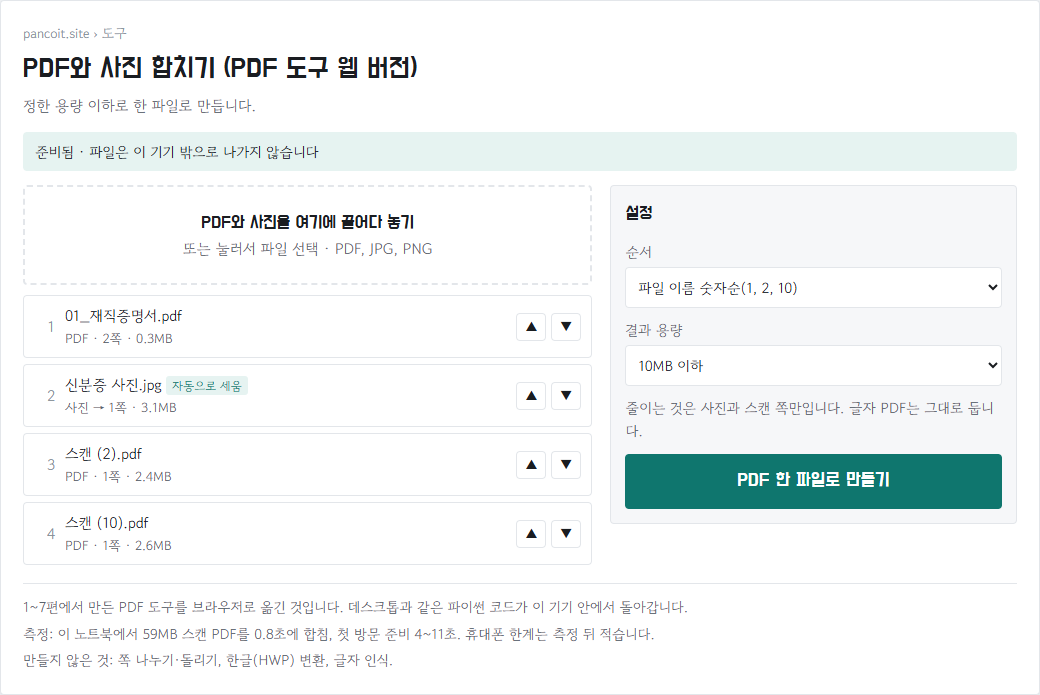 pancoit.site › 도구
PDF와 사진 합치기 (PDF 도구 웹 버전)
정한 용량 이하로 한 파일로 만듭니다.
준비됨 · 파일은 이 기기 밖으로 나가지 않습니다
PDF와 사진을 여기에 끌어다 놓기
또는 눌러서 파일 선택 · PDF, JPG, PNG
1
01_재직증명서.pdf
PDF · 2쪽 · 0.3MB
▲ ▼
2
신분증 사진.jpg 자동으로 세움
사진 → 1쪽 · 3.1MB
▲ ▼
3
스캔 (2).pdf
PDF · 1쪽 · 2.4MB
▲ ▼
4
스캔 (10).pdf
PDF · 1쪽 · 2.6MB
▲ ▼
설정
순서
파일 이름 숫자순(1, 2, 10)
결과 용량
10MB 이하
줄이는 것은 사진과 스캔 쪽만입니다. 글자 PDF는 그대로 둡니
다.
PDF 한 파일로 만들기
1~7편에서 만든 PDF 도구를 브라우저로 옮긴 것입니다. 데스크톱과 같은 파이썬 코드가 이 기기 안에서 돌아갑니다.
측정: 이 노트북에서 59MB 스캔 PDF를 0.8초에 합침, 첫 방문 준비 4~11초. 휴대폰 한계는 측정 뒤 적습니다.
만들지 않은 것: 쪽 나누기·돌리기, 한글(HWP) 변환, 글자 인식.